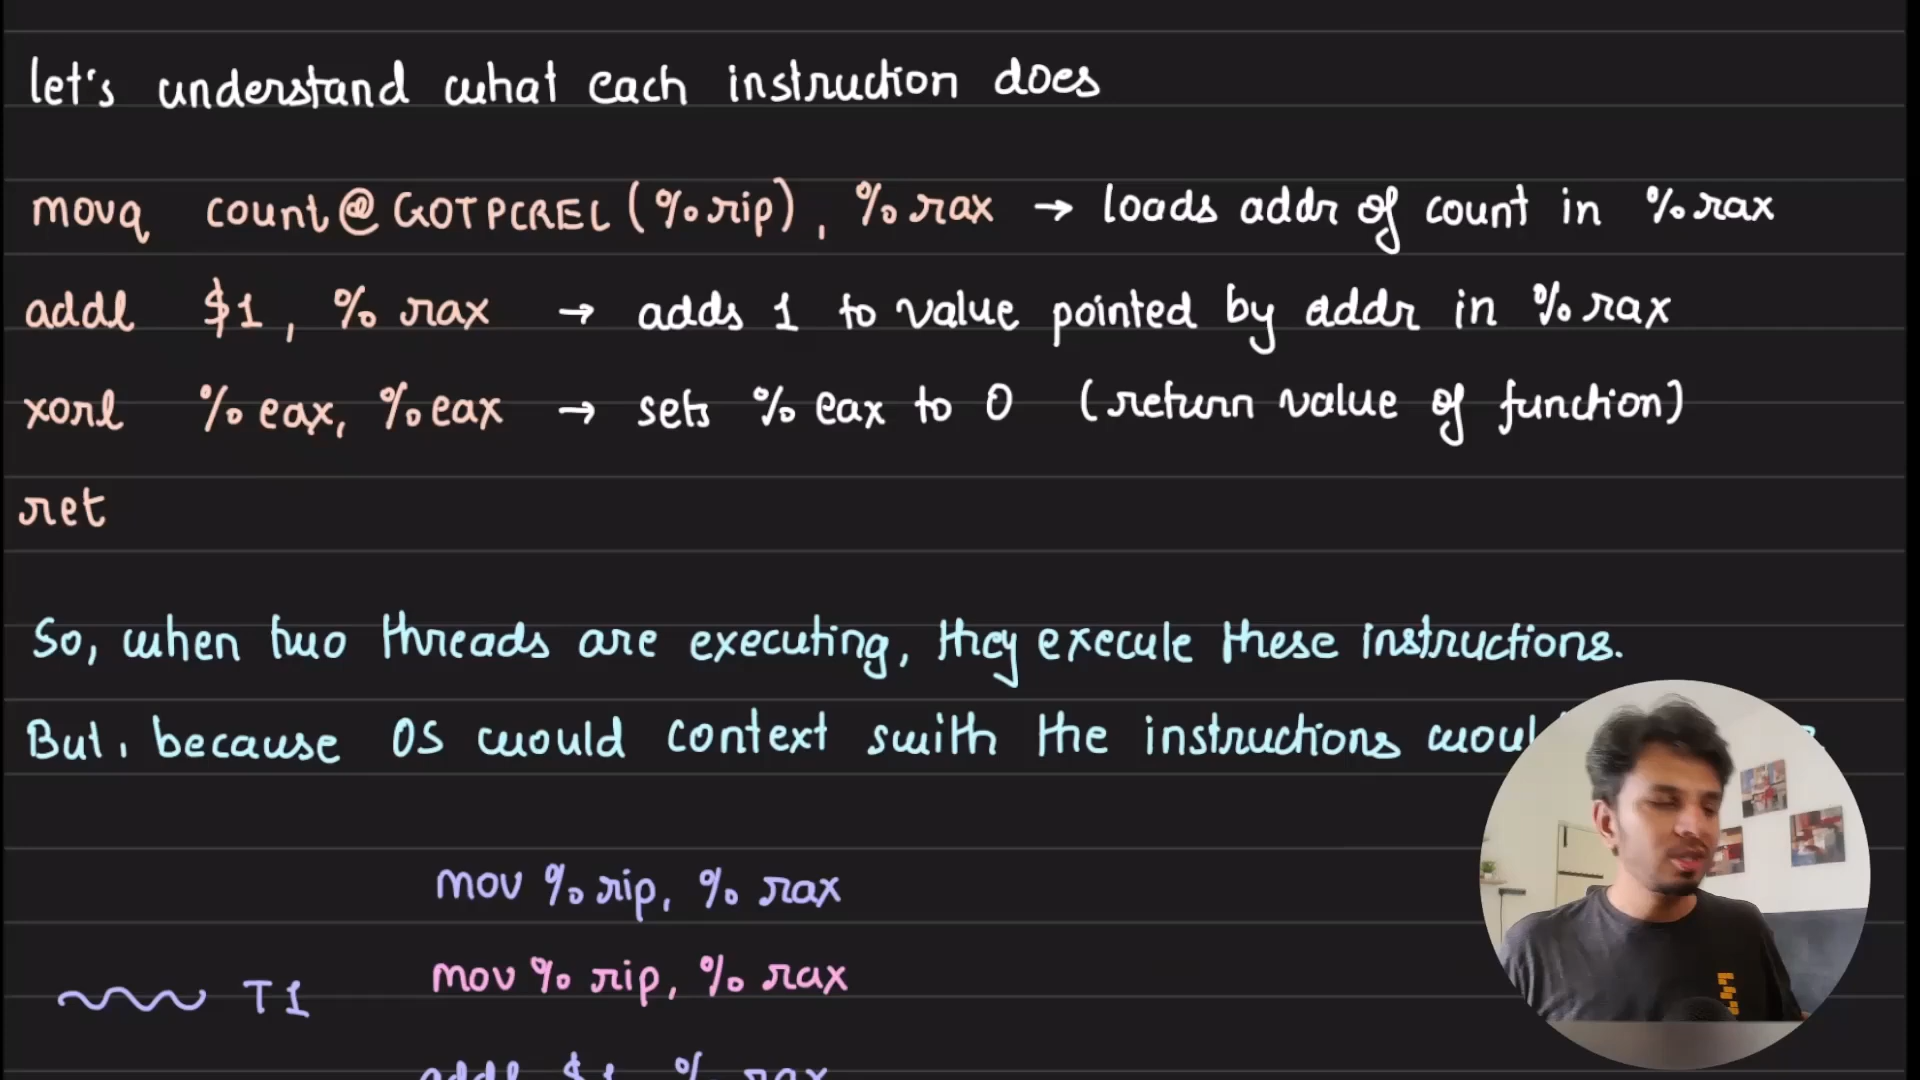 let's understand what each instruction does
movq count@GOTPCREL(%rip), %rax → loads addr of count in %rax
addl $1, %rax → adds 1 to value pointed by addr in %rax
xorl %eax, %eax → sets %eax to 0 (return value of function)
ret
So, when two threads are executing, they execute these instructions.
But, because OS would context swith the instructions
mov %rip, %rax
mov %rip, %rax
T1
addl $1, %rax